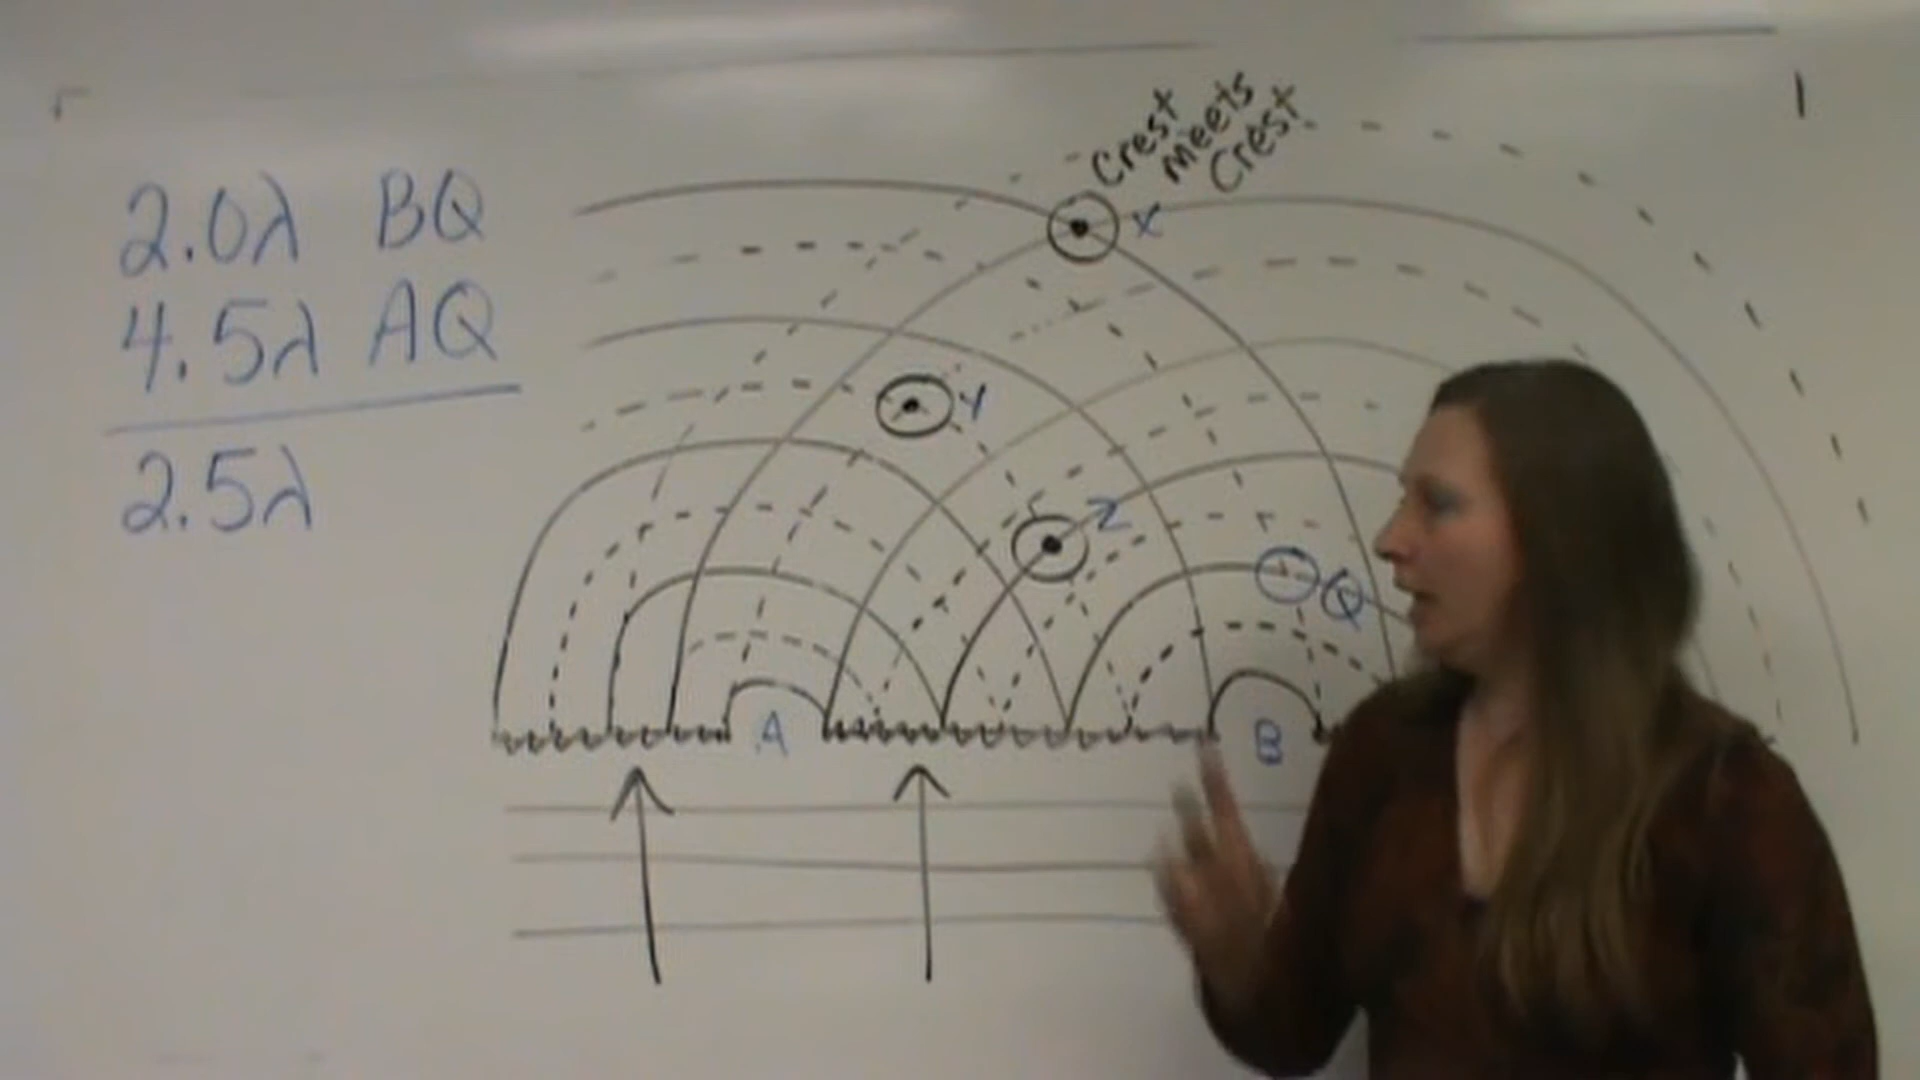 2.0λ BQ
4.5λ AQ
2.5λ
Crest
meets
Crest
X
Y
Z
Q
A
B